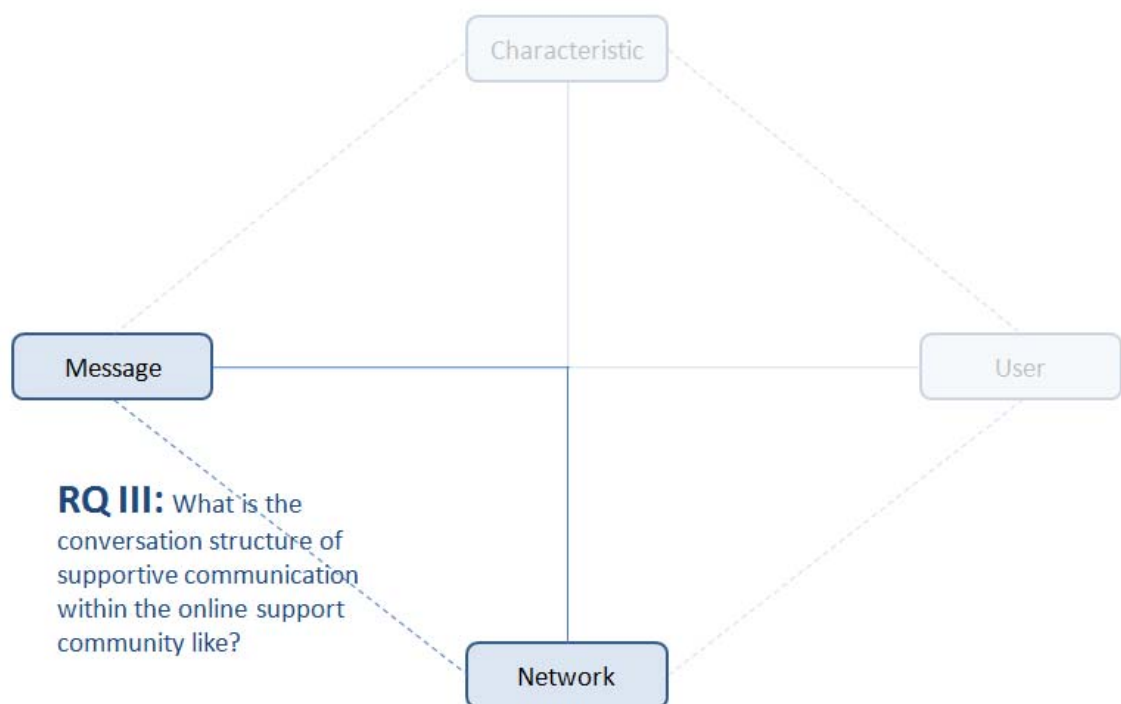 Characteristic
Message
User
RQ III: What is the
conversation structure of
supportive communication
within the online support
community like?
Network